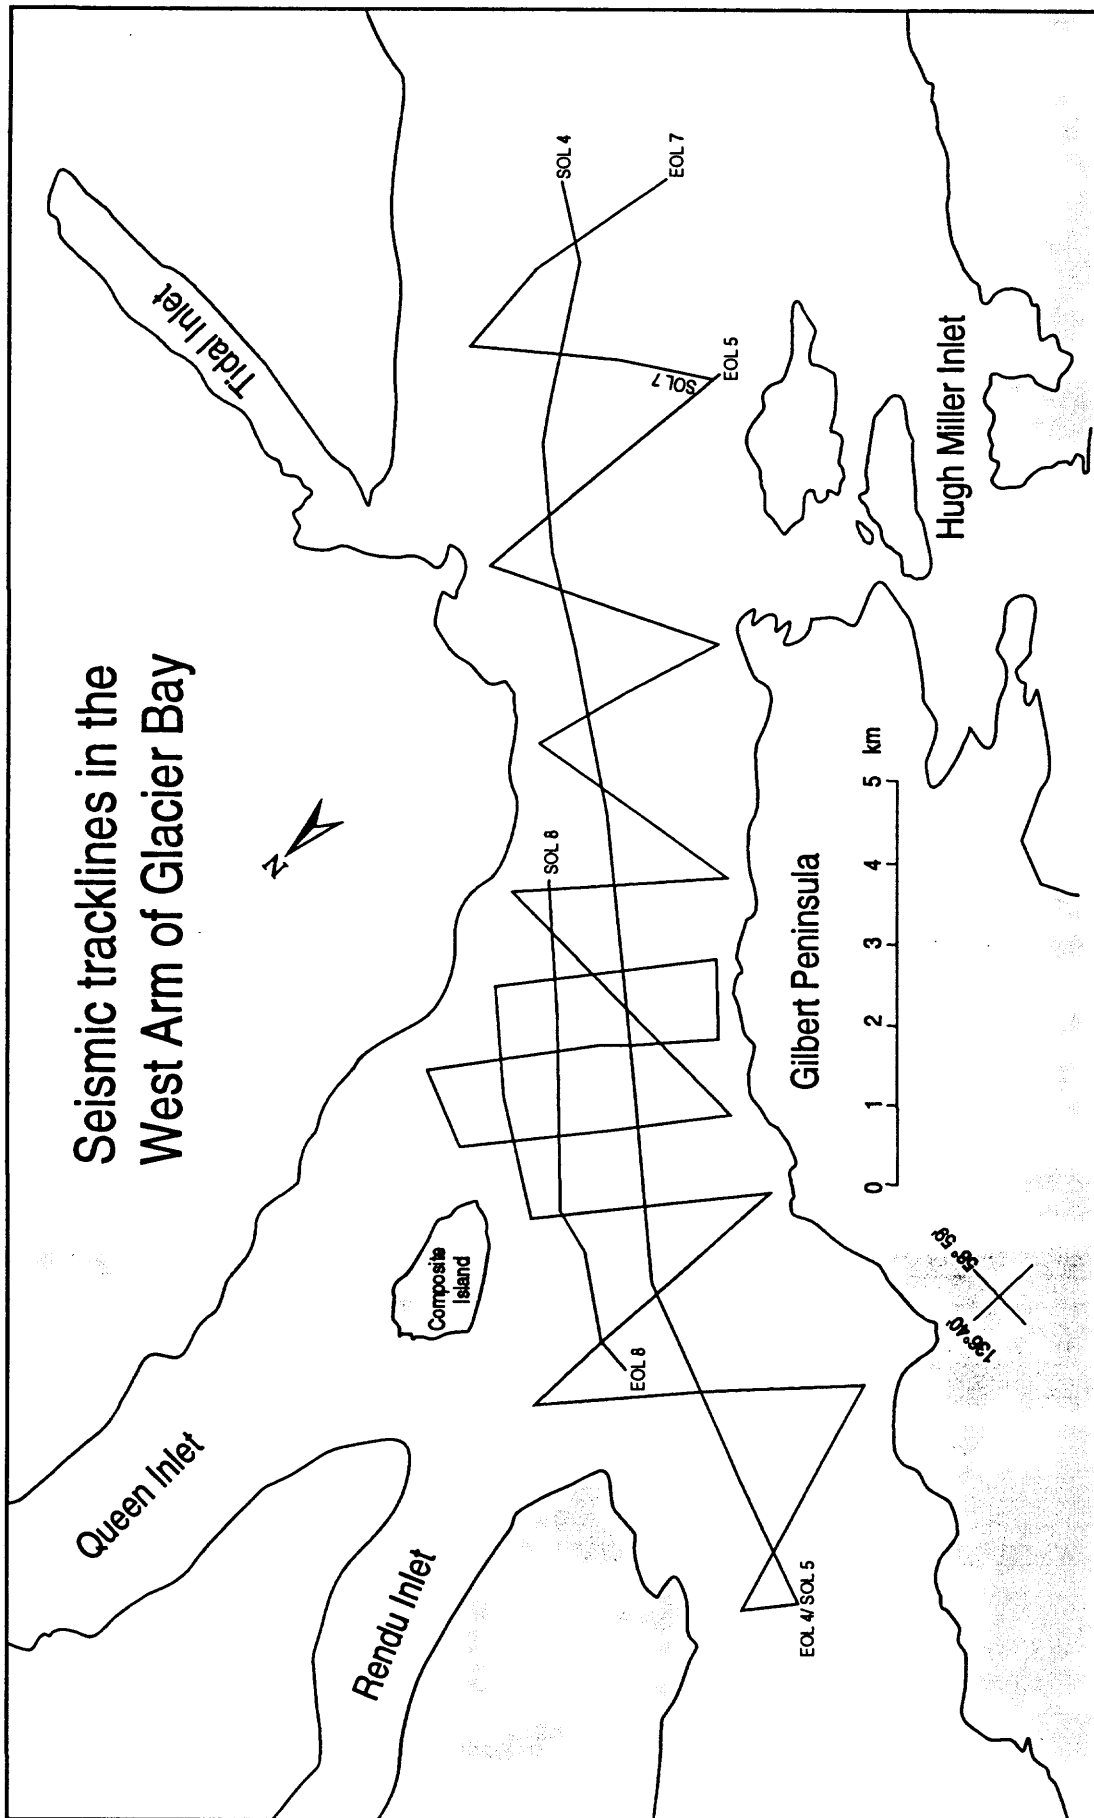 Seismic tracklines in the
West Arm of Glacier Bay
N
Queen Inlet
Rendu Inlet
Composite
Island
Tidal Inlet
SOL 4
EOL 7
SOL 7
EOL 5
SOL 8
EOL 8
EOL 4/ SOL 5
Hugh Miller Inlet
Gilbert Peninsula
0 1 2 3 4 5 km
136° 40'
58° 59'